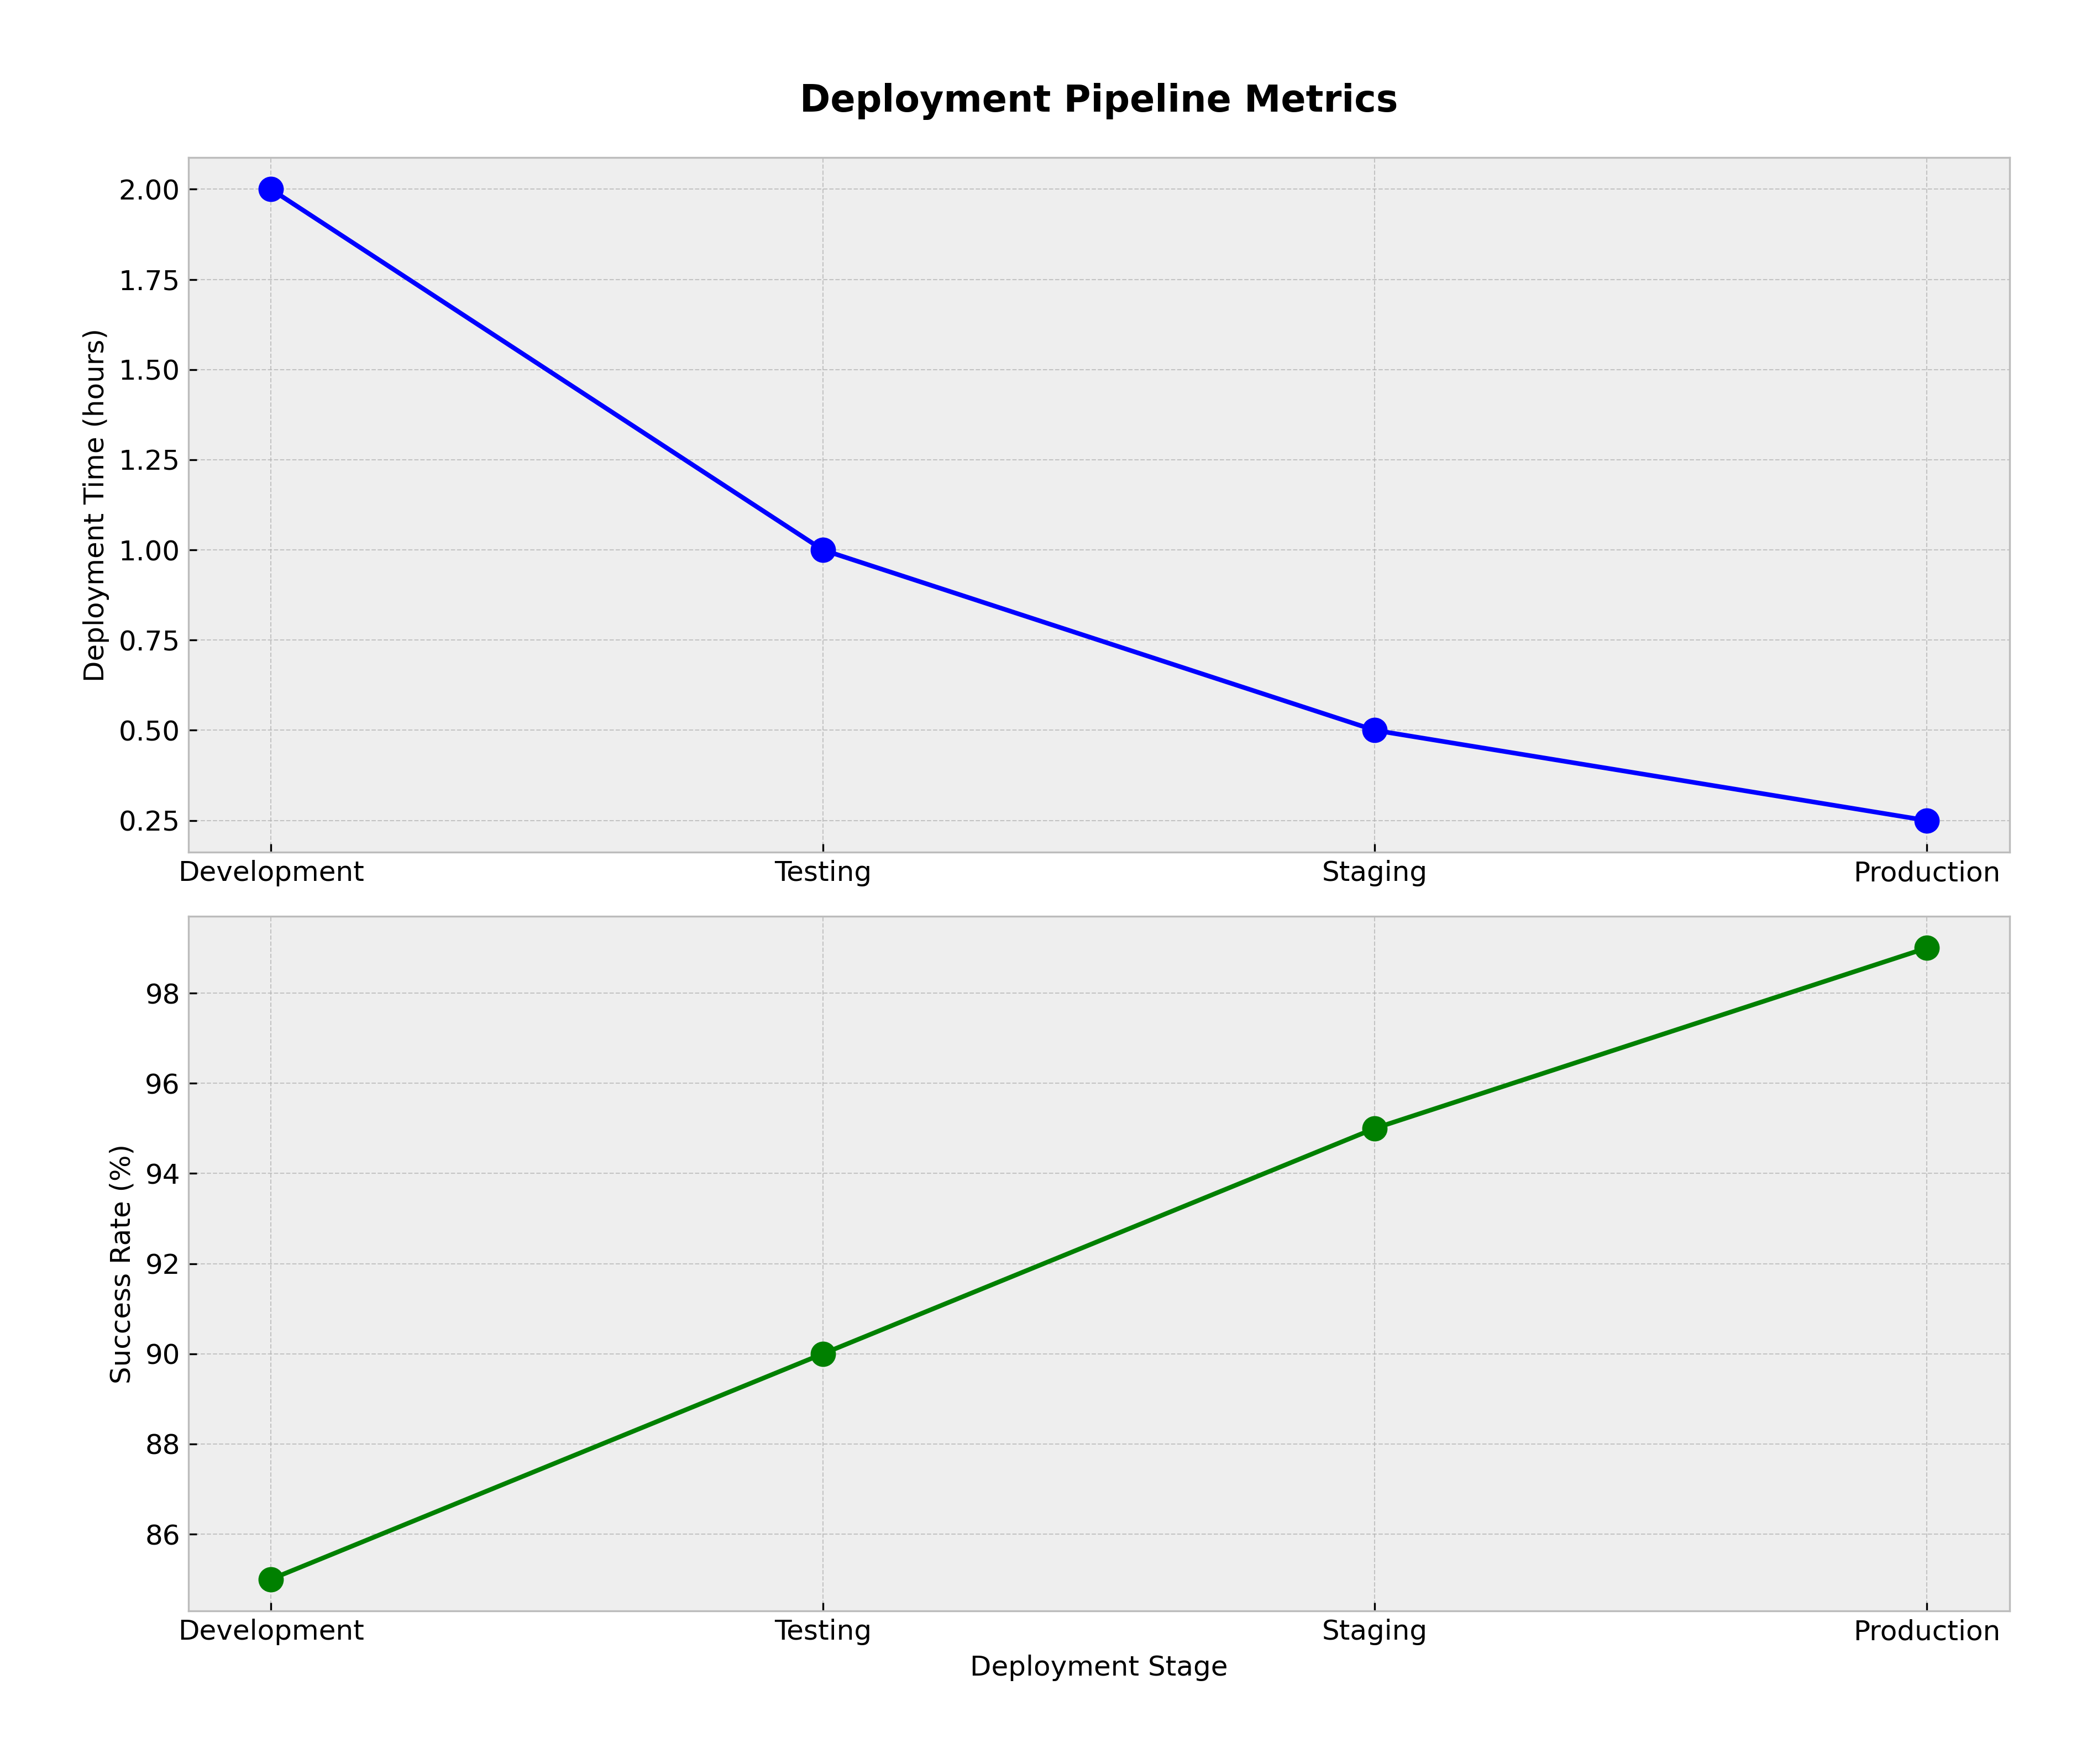 Deployment Pipeline Metrics
Deployment Time (hours)
2.00
1.75
1.50
1.25
1.00
0.75
0.50
0.25
Development Testing Staging Production
Success Rate (%)
98
96
94
92
90
88
86
Development Testing Staging Production
Deployment Stage